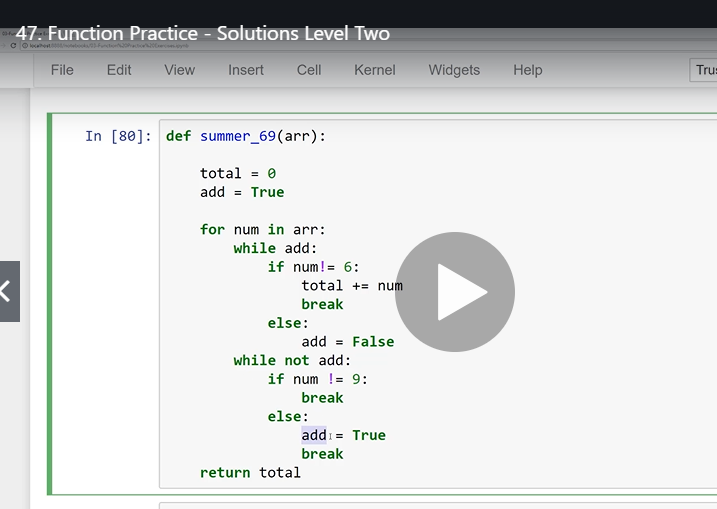 47. Function Practice - Solutions Level Two
File Edit View Insert Cell Kernel Widgets Help Trus
In [80]: def summer_69(arr):
total = 0
add = True
for num in arr:
while add:
if num!= 6:
total += num
break
else:
add = False
while not add:
if num != 9:
break
else:
add = True
break
return total